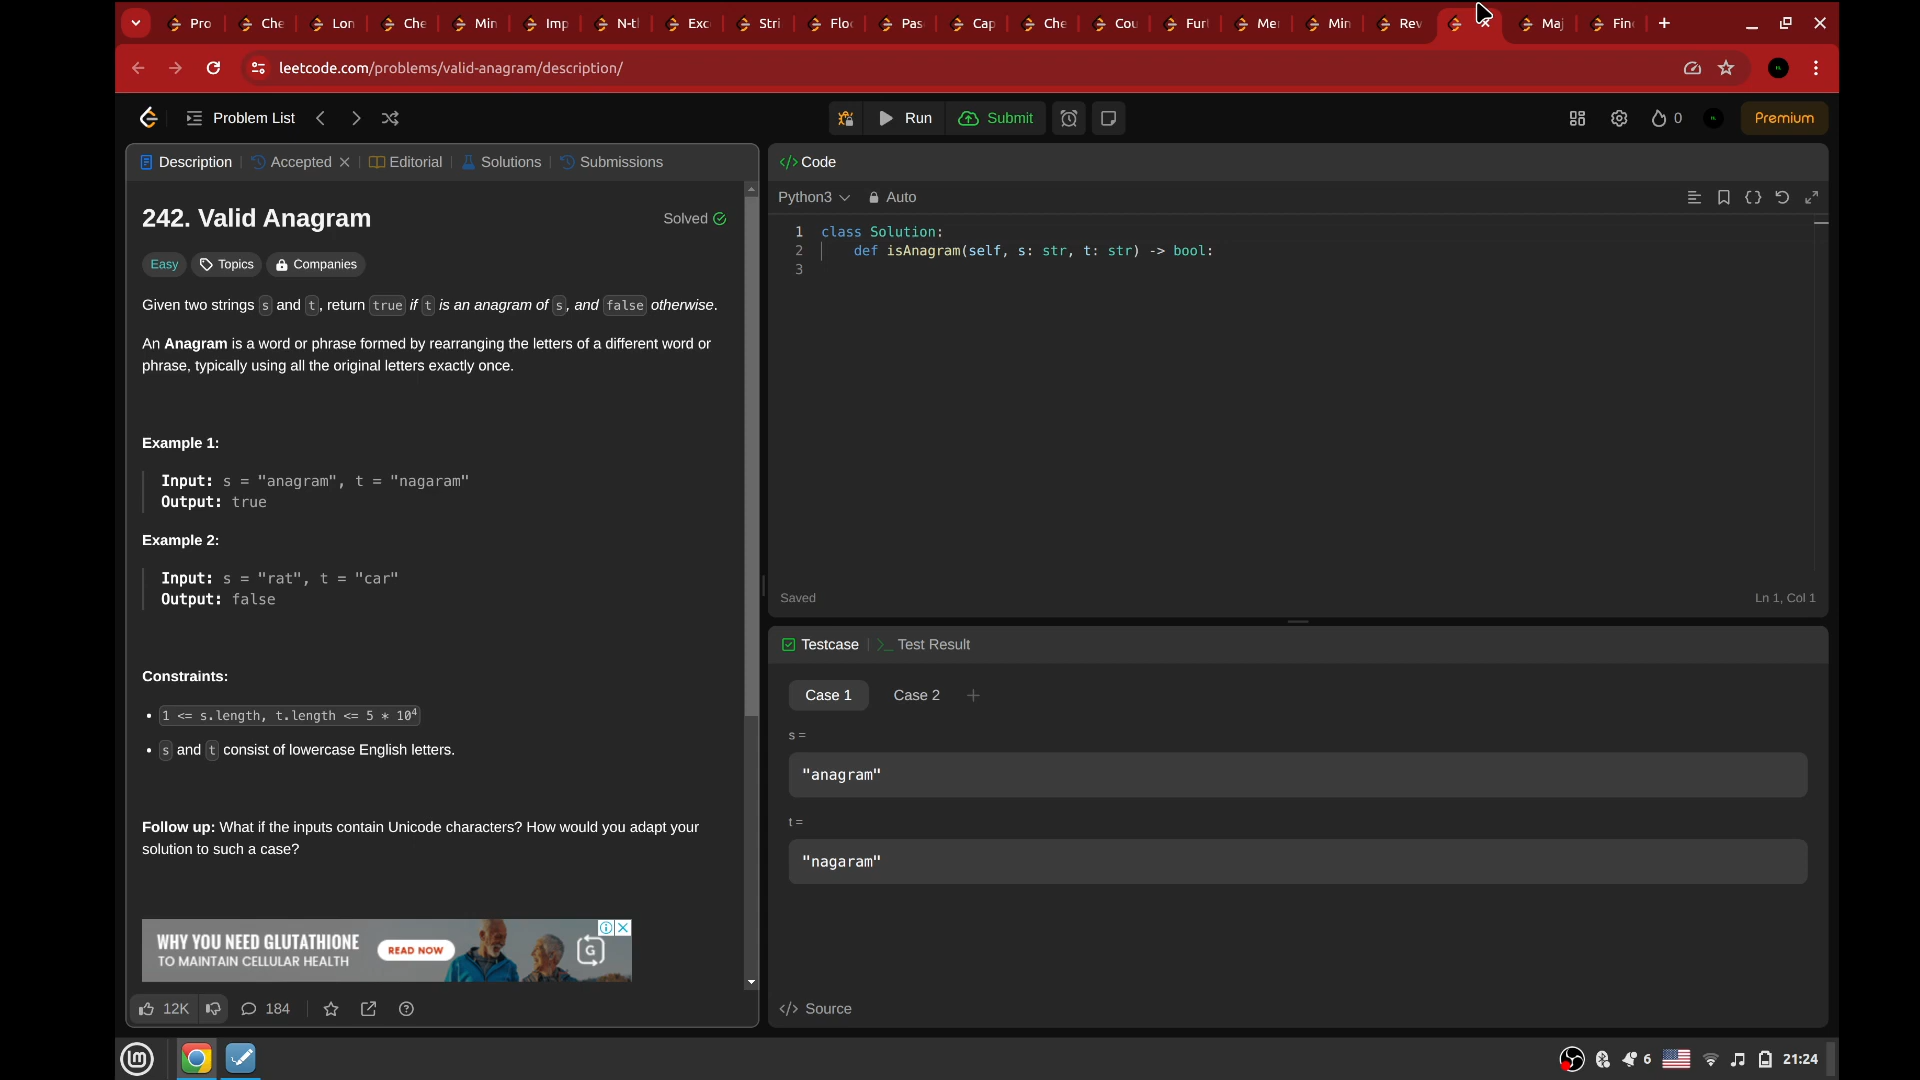 Pro
Che
Lon
Che
Min
Imp
N-t
Exc
Stri
Floo
Pas
Cap
Che
Cou
Furt
Mer
Min
Rev
Maj
Fin
leetcode.com/problems/valid-anagram/description/
Problem List
Run
Submit
0
Premium
Description
Accepted
Editorial
Solutions
Submissions
242. Valid Anagram
Solved
Easy
Topics
Companies
Given two strings s and t, return true if t is an anagram of s, and false otherwise.
An Anagram is a word or phrase formed by rearranging the letters of a different word or
phrase, typically using all the original letters exactly once.
Example 1:
Input: s = "anagram", t = "nagaram"
Output: true
Example 2:
Input: s = "rat", t = "car"
Output: false
Constraints:
• 1 <= s.length, t.length <= 5 * 10⁴
• s and t consist of lowercase English letters.
Follow up: What if the inputs contain Unicode characters? How would you adapt your
solution to such a case?
WHY YOU NEED GLUTATHIONE
TO MAINTAIN CELLULAR HEALTH
READ NOW
G
12K
184
</> Code
Python3
Auto
1 class Solution:
2 def isAnagram(self, s: str, t: str) -> bool:
3
Saved
Ln 1, Col 1
Testcase
>_ Test Result
Case 1
Case 2
+
s =
"anagram"
t =
"nagaram"
</> Source
lm
6
21:24